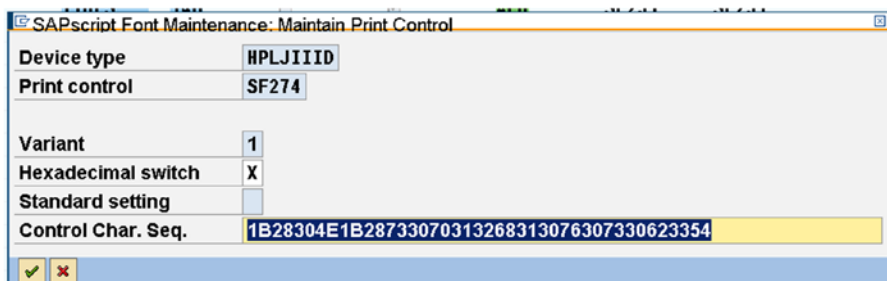 SAPscript Font Maintenance: Maintain Print Control
Device type HPLJIIID
Print control SF274
Variant 1
Hexadecimal switch X
Standard setting
Control Char. Seq. 1B28304E1B28733070313268313076307330623354